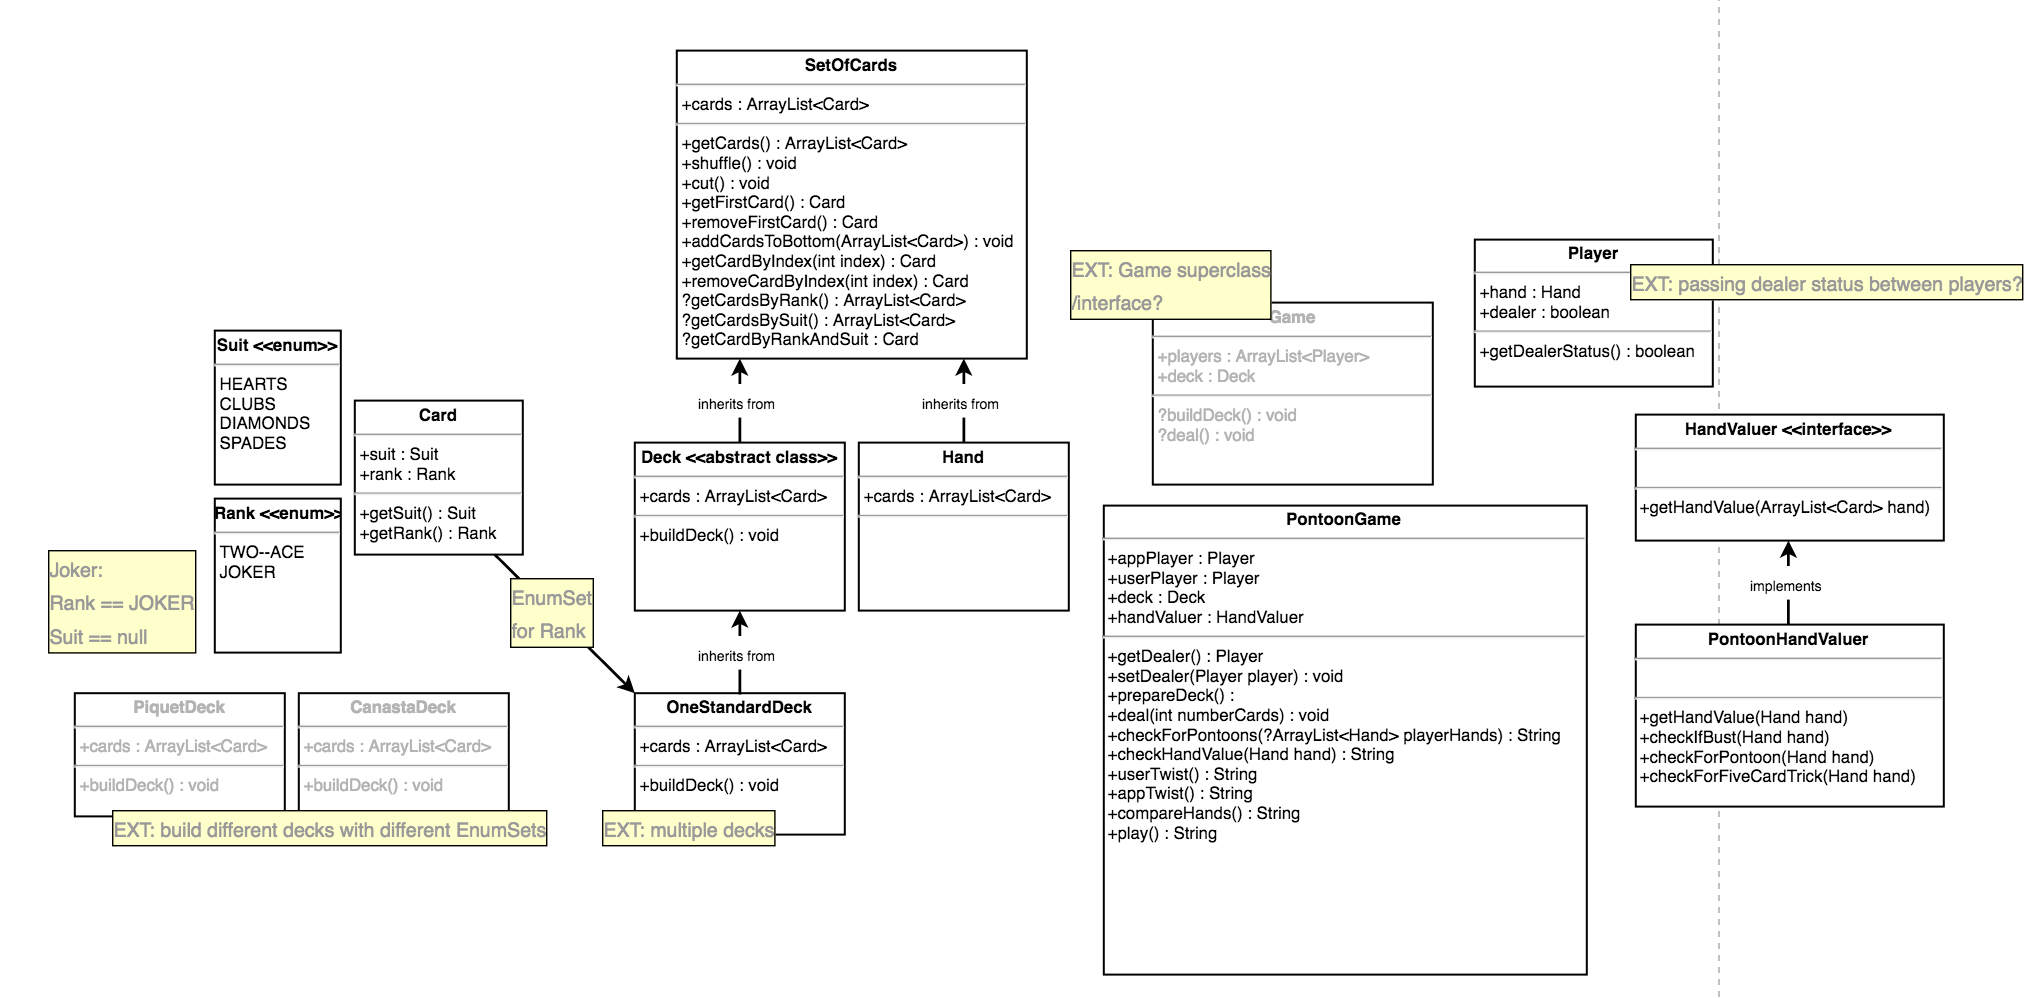 SetOfCards
+cards : ArrayList<Card>
+getCards() : ArrayList<Card>
+shuffle() : void
+cut() : void
+getFirstCard() : Card
+removeFirstCard() : Card
+addCardsToBottom(ArrayList<Card>) : void
+getCardByIndex(int index) : Card
+removeCardByIndex(int index) : Card
?getCardsByRank() : ArrayList<Card>
?getCardsBySuit() : ArrayList<Card>
?getCardByRankAndSuit : Card
inherits from
inherits from
Suit <<enum>>
HEARTS
CLUBS
DIAMONDS
SPADES
Rank <<enum>>
TWO--ACE
JOKER
Card
+suit : Suit
+rank : Rank
+getSuit() : Suit
+getRank() : Rank
Joker:
Rank == JOKER
Suit == null
EnumSet
for Rank
Deck <<abstract class>>
+cards : ArrayList<Card>
+buildDeck() : void
Hand
+cards : ArrayList<Card>
inherits from
PiquetDeck
+cards : ArrayList<Card>
+buildDeck() : void
CanastaDeck
+cards : ArrayList<Card>
+buildDeck() : void
EXT: build different decks with different EnumSets
OneStandardDeck
+cards : ArrayList<Card>
+buildDeck() : void
EXT: multiple decks
EXT: Game superclass
/interface?
Game
+players : ArrayList<Player>
+deck : Deck
?buildDeck() : void
?deal() : void
PontoonGame
+appPlayer : Player
+userPlayer : Player
+deck : Deck
+handValuer : HandValuer
+getDealer() : Player
+setDealer(Player player) : void
+prepareDeck() :
+deal(int numberCards) : void
+checkForPontoons(?ArrayList<Hand> playerHands) : String
+checkHandValue(Hand hand) : String
+userTwist() : String
+appTwist() : String
+compareHands() : String
+play() : String
Player
+hand : Hand
+dealer : boolean
+getDealerStatus() : boolean
EXT: passing dealer status between players?
HandValuer <<interface>>
+getHandValue(ArrayList<Card> hand)
implements
PontoonHandValuer
+getHandValue(Hand hand)
+checkIfBust(Hand hand)
+checkForPontoon(Hand hand)
+checkForFiveCardTrick(Hand hand)